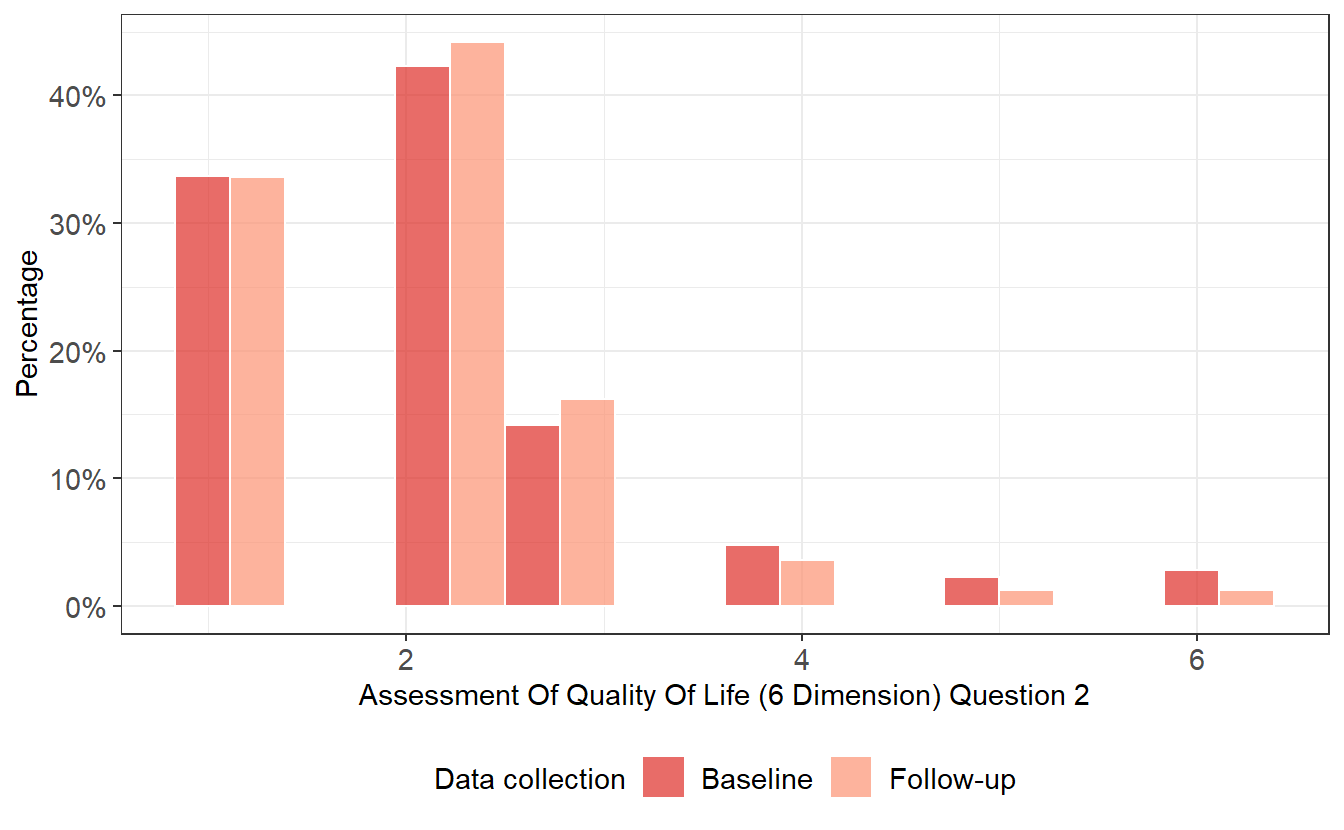 40%
30%
20%
10%
0%
Percentage
2 4 6
Assessment Of Quality Of Life (6 Dimension) Question 2
Data collection Baseline Follow-up